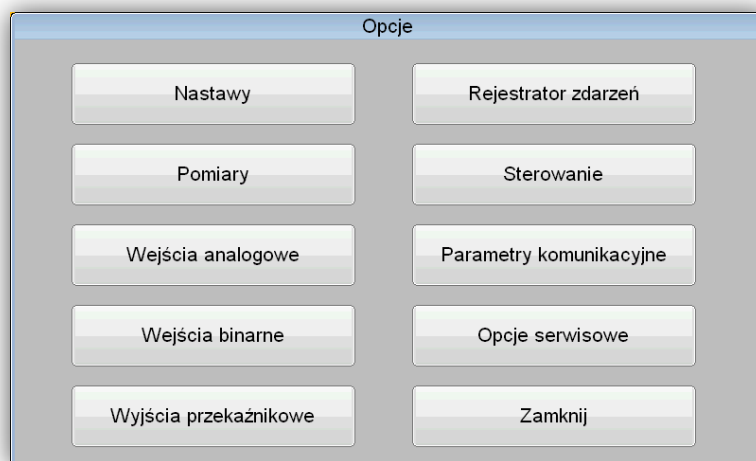 Opcje
Nastawy
Rejestrator zdarzeń
Pomiary
Sterowanie
Wejścia analogowe
Parametry komunikacyjne
Wejścia binarne
Opcje serwisowe
Wyjścia przekaźnikowe
Zamknij